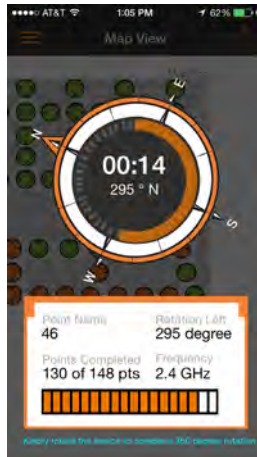 AT&T 1:05 PM 62%
Map View
E
N
00:14
295 ° N
S
W
Point Name Rotation Left
46 295 degree
Points Completed Frequency
130 of 148 pts 2.4 GHz
Kindly rotate the device to complete 360 degree rotation